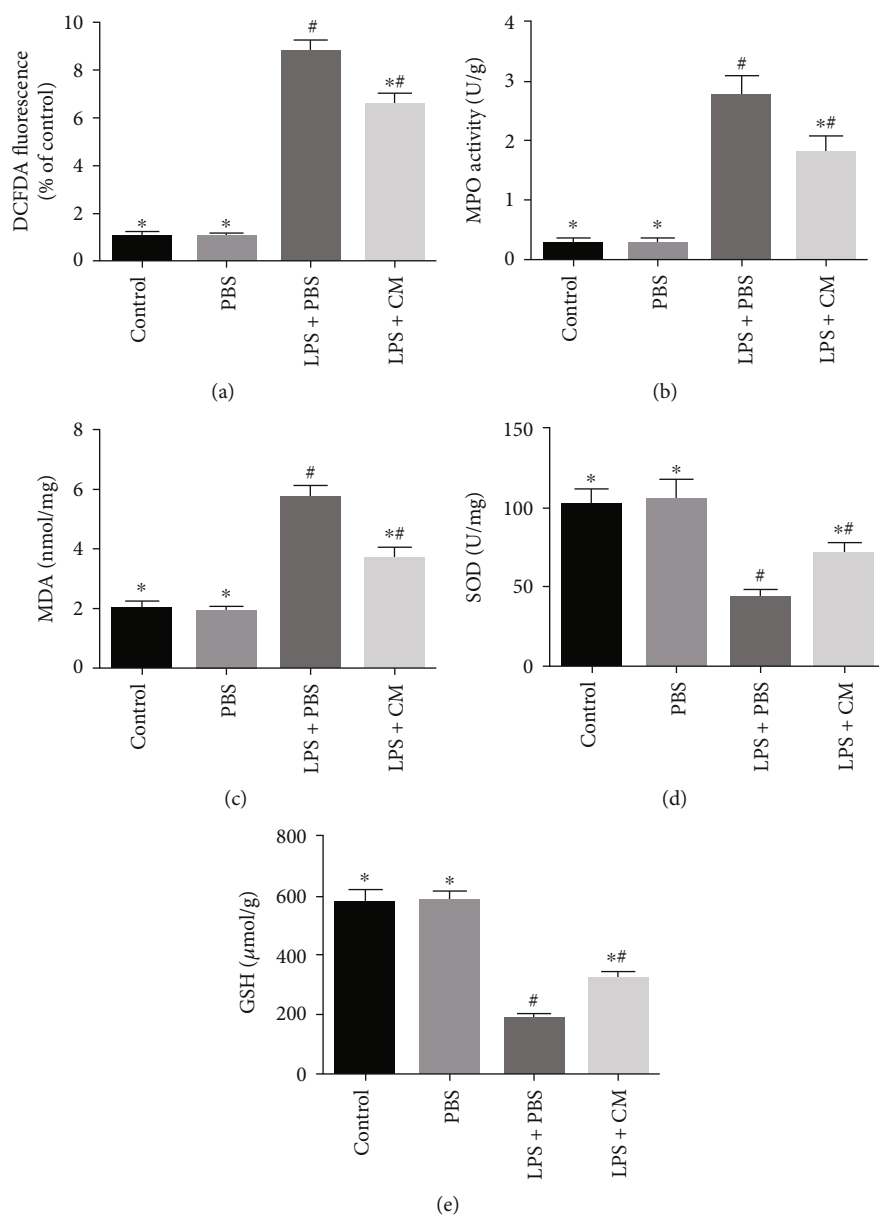 DCFDA fluorescence
(% of control)
10
8
6
4
2
0
*
*
#
*#
Control
PBS
LPS + PBS
LPS + CM
(a)
MPO activity (U/g)
4
3
2
1
0
*
*
#
*#
Control
PBS
LPS + PBS
LPS + CM
(b)
MDA (nmol/mg)
8
6
4
2
0
*
*
#
*#
Control
PBS
LPS + PBS
LPS + CM
(c)
SOD (U/mg)
150
100
50
0
*
*
#
*#
Control
PBS
LPS + PBS
LPS + CM
(d)
GSH (μmol/g)
800
600
400
200
0
*
*
#
*#
Control
PBS
LPS + PBS
LPS + CM
(e)